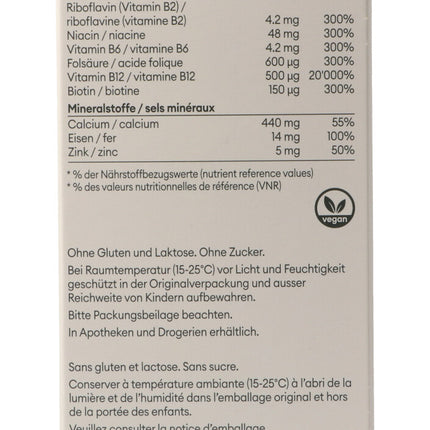 Riboflavin (Vitamin B2) /
riboflavine (vitamine B2) 4.2 mg 300%
Niacin / niacine 48 mg 300%
Vitamin B6 / vitamine B6 4.2 mg 300%
Folsäure / acide folique 600 µg 300%
Vitamin B12 / vitamine B12 500 µg 20'000%
Biotin / biotine 150 µg 300%
Mineralstoffe / sels minéraux
Calcium / calcium 440 mg 55%
Eisen / fer 14 mg 100%
Zink / zinc 5 mg 50%
* % der Nährstoffbezugswerte (nutrient reference values)
* % des valeurs nutritionnelles de référence (VNR)
vegan
Ohne Gluten und Laktose. Ohne Zucker.
Bei Raumtemperatur (15-25°C) vor Licht und Feuchtigkeit
geschützt in der Originalverpackung und ausser
Reichweite von Kindern aufbewahren.
Bitte Packungsbeilage beachten.
In Apotheken und Drogerien erhältlich.
Sans gluten et lactose. Sans sucre.
Conserver à température ambiante (15-25°C) à l'abri de la
lumière et de l'humidité dans l'emballage original et hors
de la portée des enfants.
Veuillez consulter la notice d'emballage.